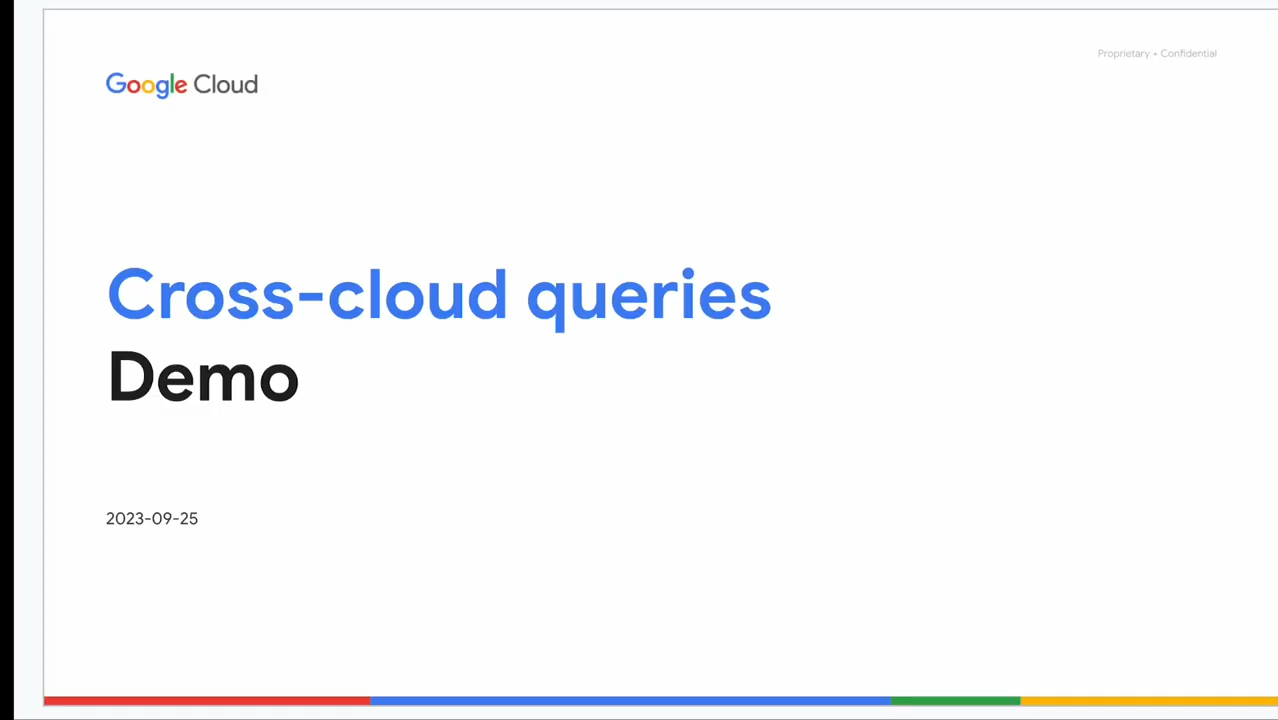 Proprietary + Confidential
Google Cloud
Cross-cloud queries
Demo
2023-09-25